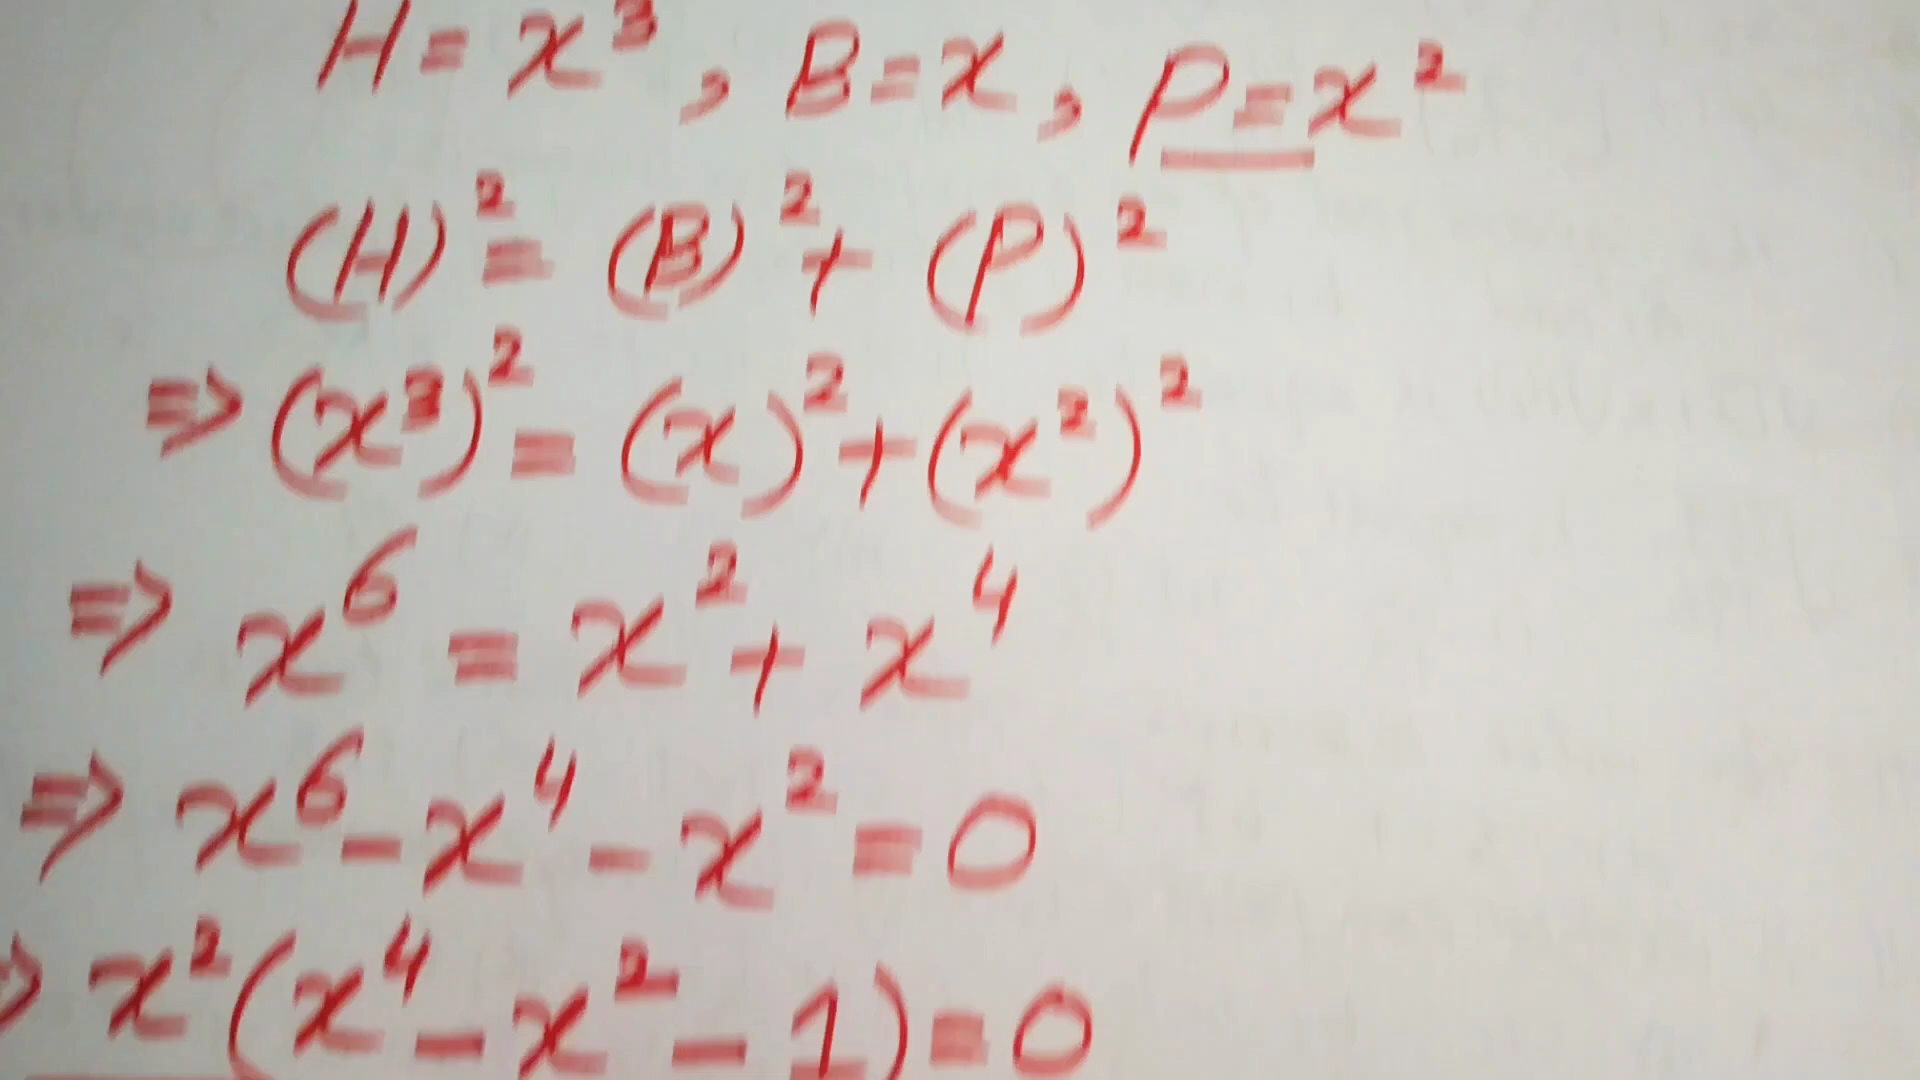 H = x³, B = x, P = x²
(H)² = (B)² + (P)²
⇒ (x³)² = (x)² + (x²)²
⇒ x⁶ = x² + x⁴
⇒ x⁶ - x⁴ - x² = 0
⇒ x²(x⁴ - x² - 1) = 0